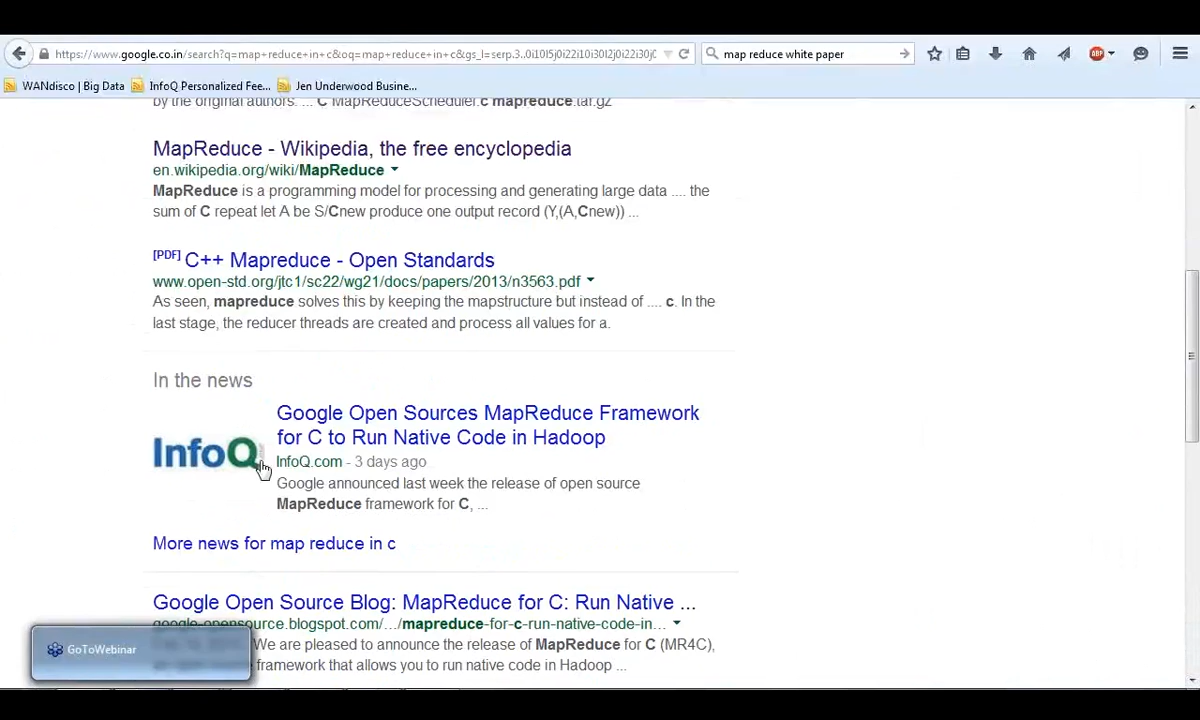 https://www.google.co.in/search?q=map+reduce+in+c&oq=map+reduce+in+c&gs_l=serp.3..0i10l5j0i22i10i30l2j0i22i30j0
map reduce white paper
ABP
WANdisco | Big Data
InfoQ Personalized Fee...
Jen Underwood Busine...
by the original authors. ... C MapReduceScheduler.c mapreduce.tar.gz
MapReduce - Wikipedia, the free encyclopedia
en.wikipedia.org/wiki/MapReduce
MapReduce is a programming model for processing and generating large data .... the
sum of C repeat let A be S/Cnew produce one output record (Y,(A,Cnew)) ...
[PDF] C++ Mapreduce - Open Standards
www.open-std.org/jtc1/sc22/wg21/docs/papers/2013/n3563.pdf
As seen, mapreduce solves this by keeping the mapstructure but instead of .... c. In the
last stage, the reducer threads are created and process all values for a.
In the news
InfoQ
Google Open Sources MapReduce Framework
for C to Run Native Code in Hadoop
InfoQ.com - 3 days ago
Google announced last week the release of open source
MapReduce framework for C, ...
More news for map reduce in c
Google Open Source Blog: MapReduce for C: Run Native ...
google-opensource.blogspot.com/.../mapreduce-for-c-run-native-code-in...
We are pleased to announce the release of MapReduce for C (MR4C),
framework that allows you to run native code in Hadoop ...
GoToWebinar